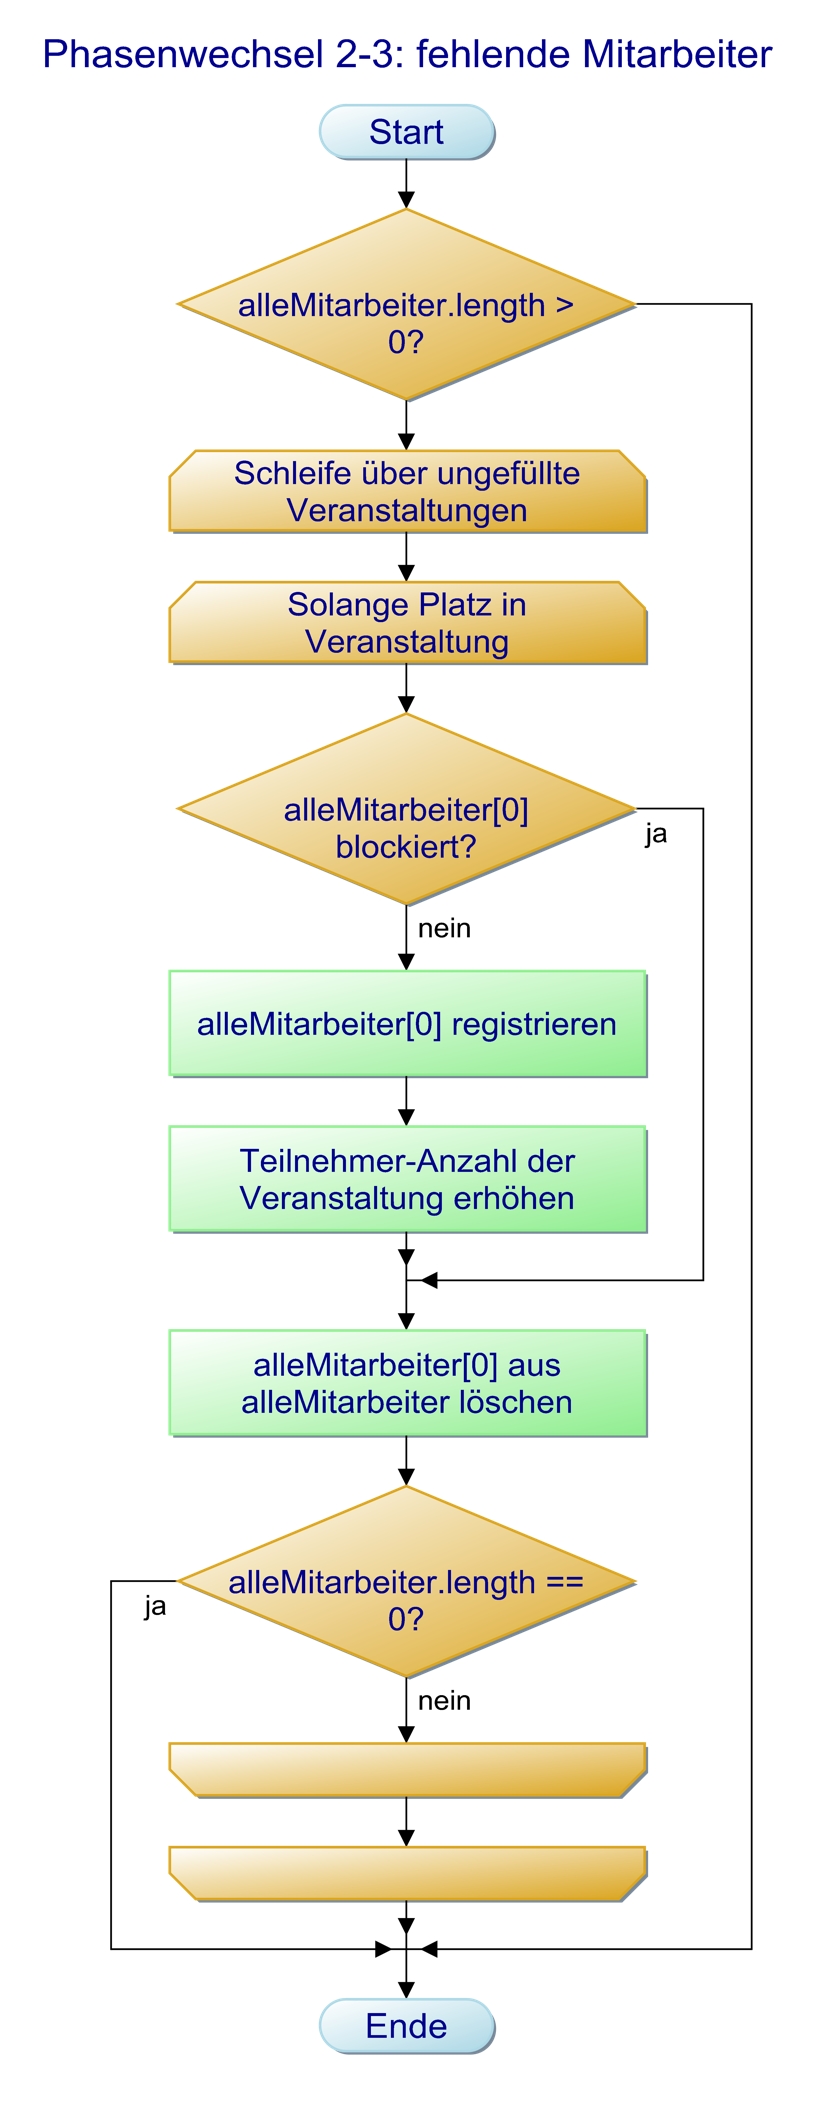 Phasenwechsel 2-3: fehlende Mitarbeiter
Start
alleMitarbeiter.length >
0?
Schleife über ungefüllte
Veranstaltungen
Solange Platz in
Veranstaltung
alleMitarbeiter[0]
blockiert?
ja
nein
alleMitarbeiter[0] registrieren
Teilnehmer-Anzahl der
Veranstaltung erhöhen
alleMitarbeiter[0] aus
alleMitarbeiter löschen
alleMitarbeiter.length ==
0?
ja
nein
Ende